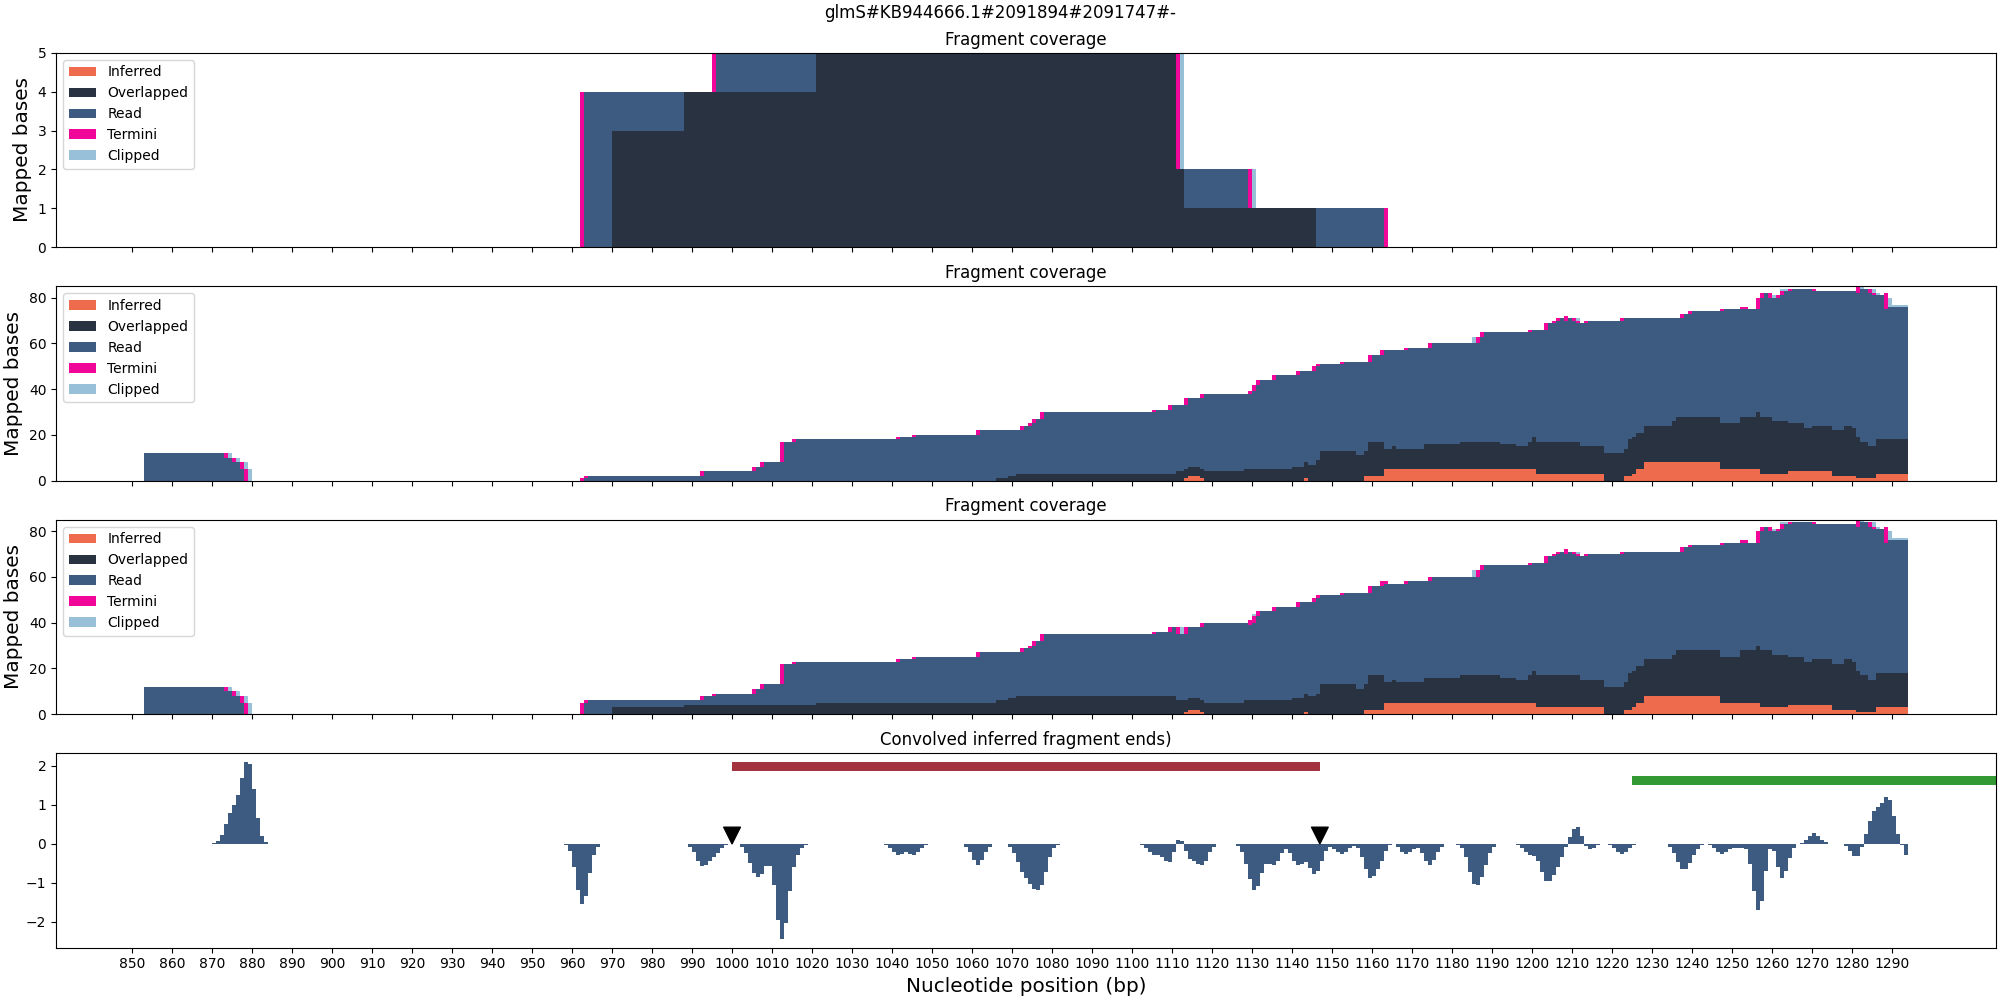 glmS#KB944666.1#2091894#2091747#-
Fragment coverage
Mapped bases
5
4
3
2
1
0
Inferred
Overlapped
Read
Termini
Clipped
Fragment coverage
Mapped bases
80
60
40
20
0
Inferred
Overlapped
Read
Termini
Clipped
Fragment coverage
Mapped bases
80
60
40
20
0
Inferred
Overlapped
Read
Termini
Clipped
Convolved inferred fragment ends)
2
1
0
−1
−2
850 860 870 880 890 900 910 920 930 940 950 960 970 980 990 1000 1010 1020 1030 1040 1050 1060 1070 1080 1090 1100 1110 1120 1130 1140 1150 1160 1170 1180 1190 1200 1210 1220 1230 1240 1250 1260 1270 1280 1290
Nucleotide position (bp)